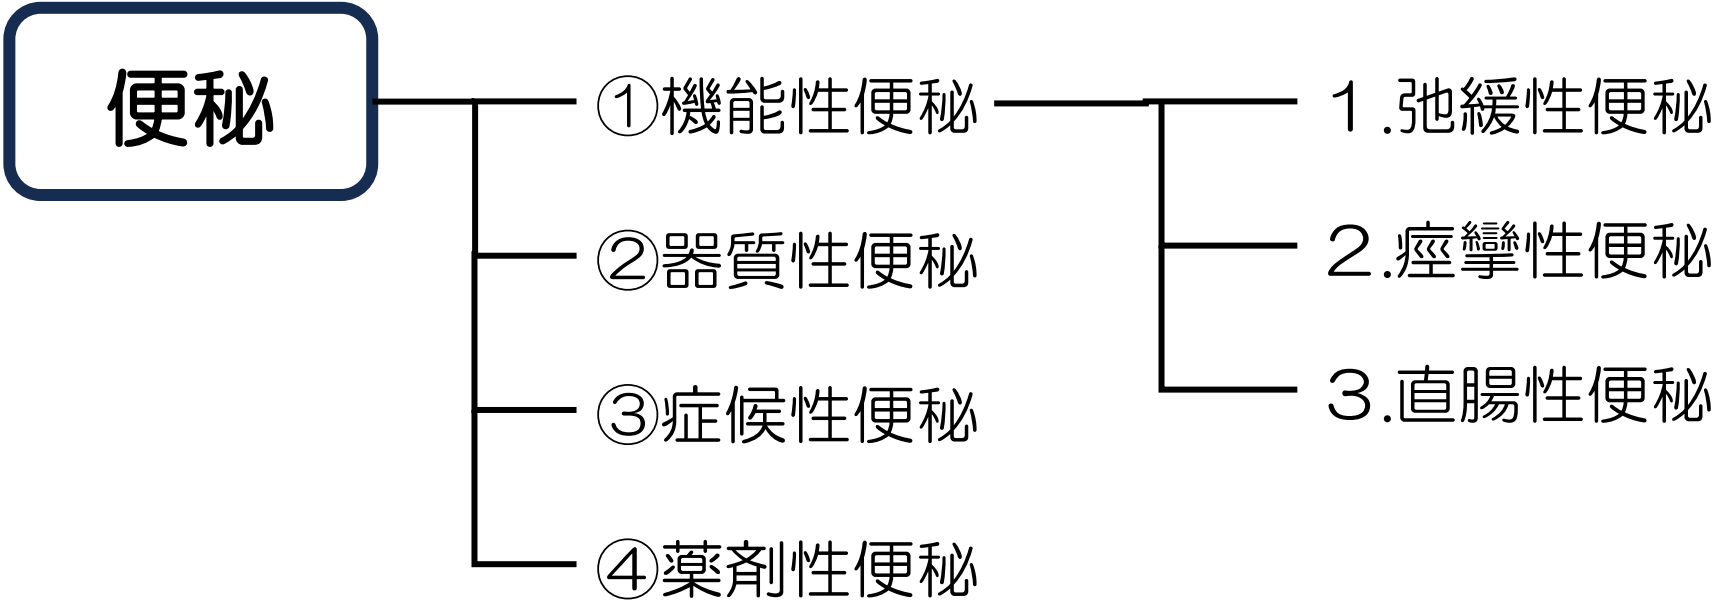 便秘
①機能性便秘
②器質性便秘
③症候性便秘
④薬剤性便秘
１.弛緩性便秘
２.痙攣性便秘
３.直腸性便秘